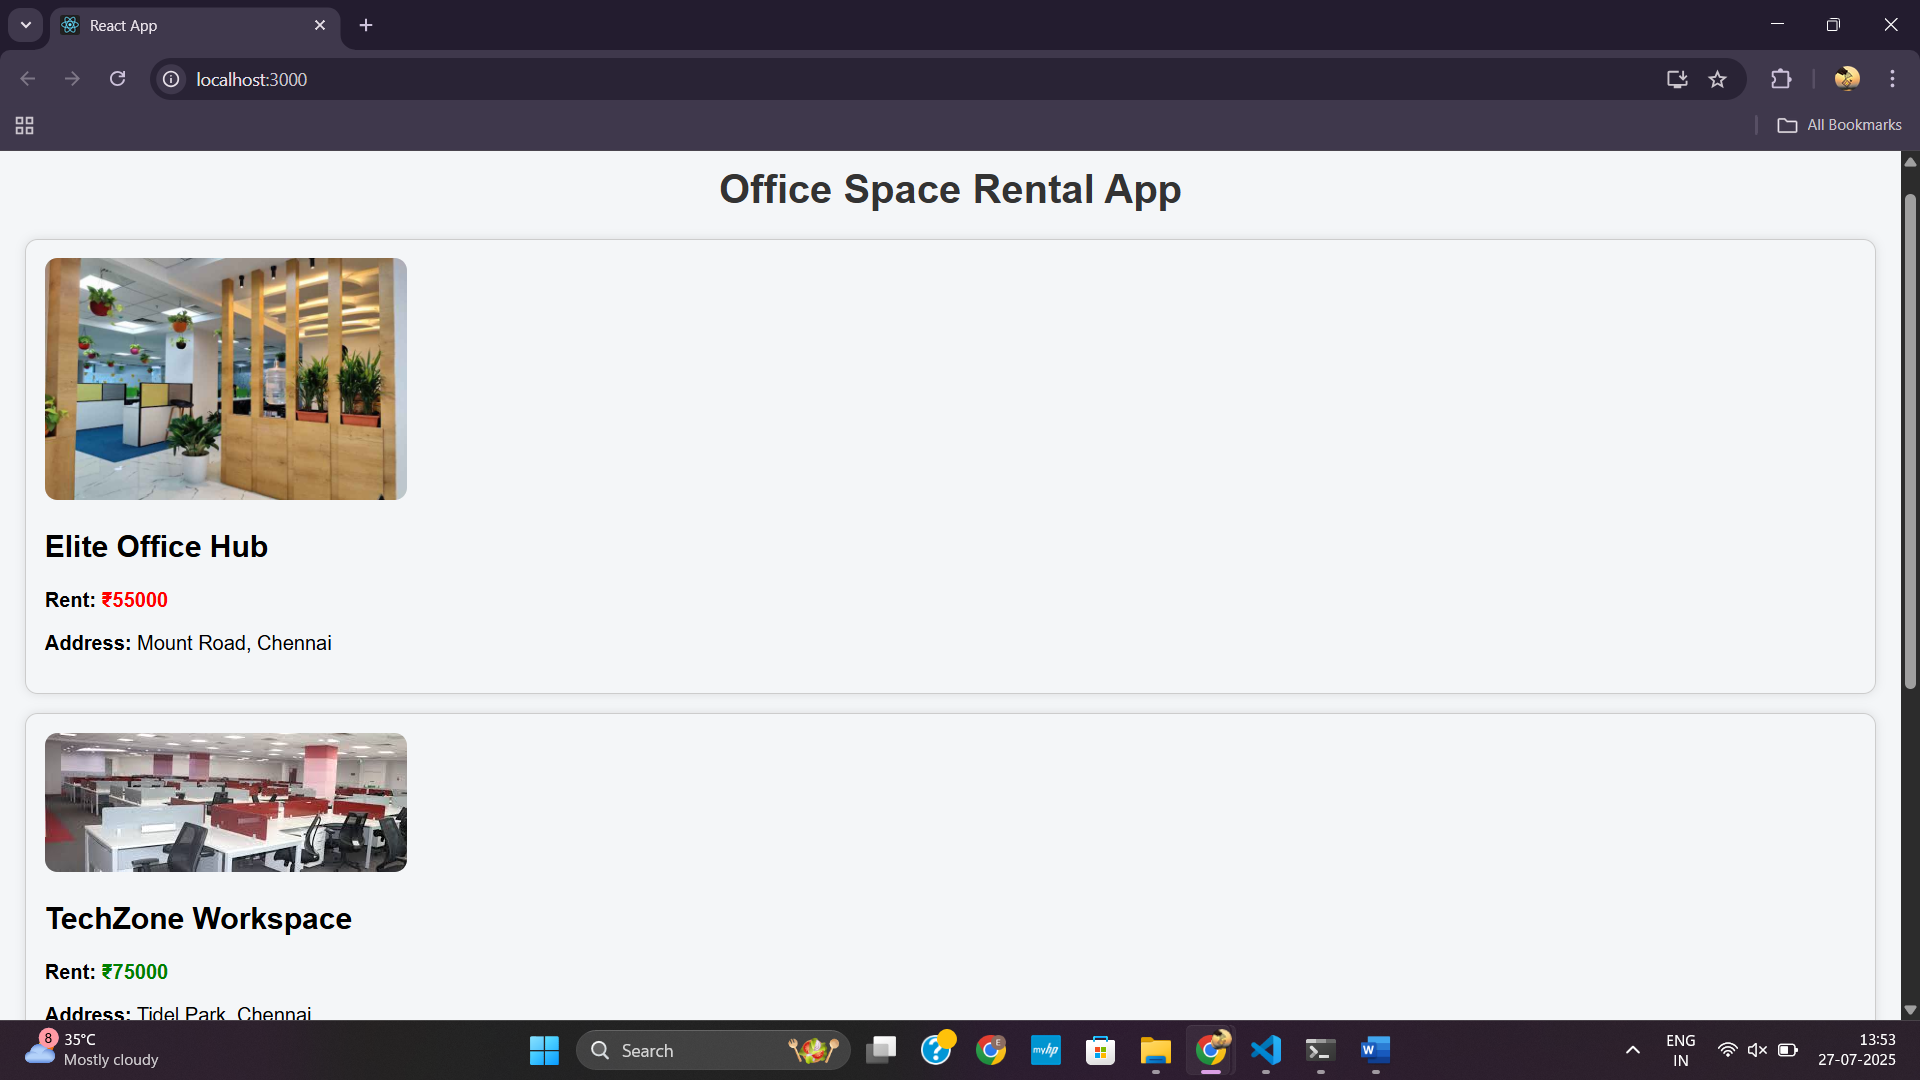 React App
localhost:3000
All Bookmarks
Office Space Rental App
Elite Office Hub
Rent: ₹55000
Address: Mount Road, Chennai
TechZone Workspace
Rent: ₹75000
Address: Tidel Park, Chennai
8
35°C
Mostly cloudy
Search
?
E
myhp
W
ENG
IN
13:53
27-07-2025